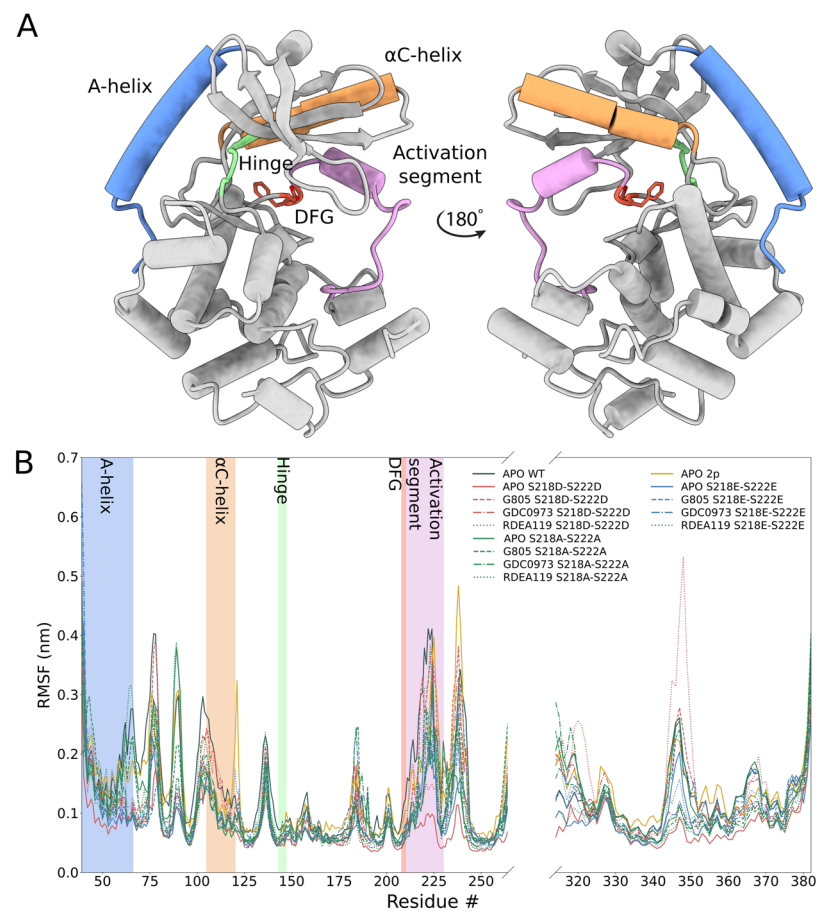 A
αC-helix
A-helix
Hinge
Activation
segment
DFG
180°
B
A-helix
αC-helix
Hinge
DFG
Activation
segment
APO WT
APO S218D-S222D
G805 S218D-S222D
GDC0973 S218D-S222D
RDEA119 S218D-S222D
APO S218A-S222A
G805 S218A-S222A
GDC0973 S218A-S222A
RDEA119 S218A-S222A
APO 2p
APO S218E-S222E
G805 S218E-S222E
GDC0973 S218E-S222E
RDEA119 S218E-S222E
RMSF (nm)
0.7
0.6
0.5
0.4
0.3
0.2
0.1
0.0
50 75 100 125 150 175 200 225 250 320 330 340 350 360 370 380
Residue #